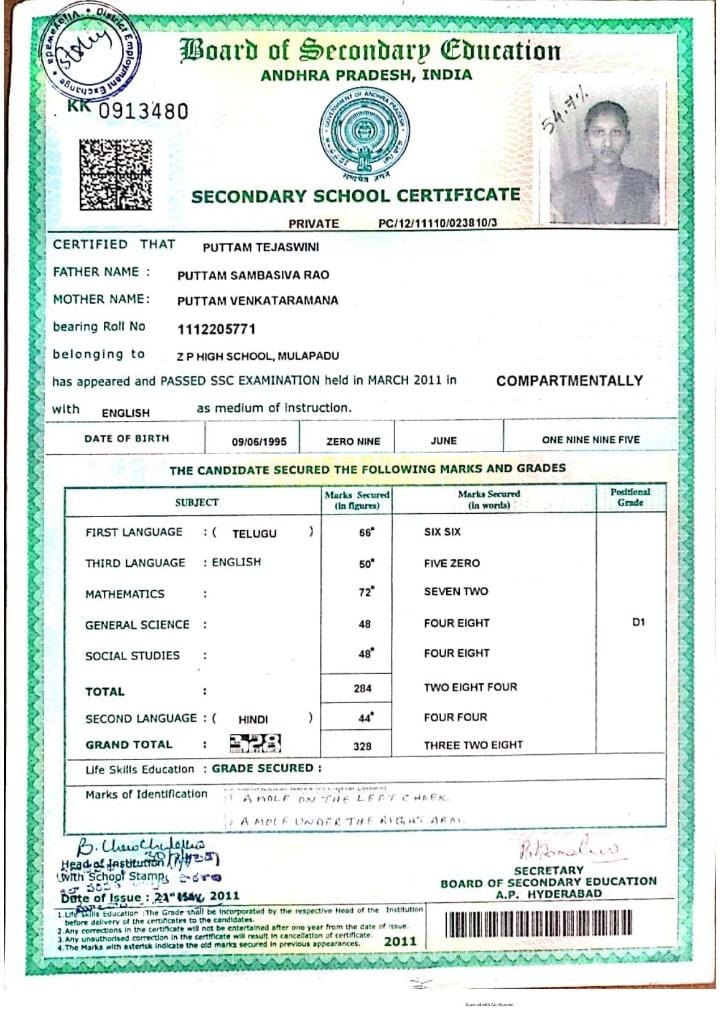 District Employment Exchange * Vijayawada *
Board of Secondary Education
ANDHRA PRADESH, INDIA
KK 0913480
GOVERNMENT OF ANDHRA PRADESH
सत्यमेव जयते
54.7%
SECONDARY SCHOOL CERTIFICATE
PRIVATE PC/12/11110/023810/3
CERTIFIED THAT PUTTAM TEJASWINI
FATHER NAME : PUTTAM SAMBASIVA RAO
MOTHER NAME: PUTTAM VENKATARAMANA
bearing Roll No 1112205771
belonging to Z P HIGH SCHOOL, MULAPADU
has appeared and PASSED SSC EXAMINATION held in MARCH 2011 in COMPARTMENTALLY
with ENGLISH as medium of instruction.
DATE OF BIRTH 09/06/1995 ZERO NINE JUNE ONE NINE NINE FIVE
THE CANDIDATE SECURED THE FOLLOWING MARKS AND GRADES
SUBJECT Marks Secured (in figures) Marks Secured (in words) Positional Grade
FIRST LANGUAGE : ( TELUGU ) 66* SIX SIX
THIRD LANGUAGE : ENGLISH 50* FIVE ZERO
MATHEMATICS : 72* SEVEN TWO
GENERAL SCIENCE : 48 FOUR EIGHT D1
SOCIAL STUDIES : 48* FOUR EIGHT
TOTAL : 284 TWO EIGHT FOUR
SECOND LANGUAGE : ( HINDI ) 44* FOUR FOUR
GRAND TOTAL : 328 328 THREE TWO EIGHT
Life Skills Education : GRADE SECURED :
Marks of Identification 1 A MOLE ON THE LEFT CHEEK.
2 A MOLE UNDER THE RIGHT ARM.
Head of Institution
with School Stamp
Date of Issue : 21st May, 2011
SECRETARY
BOARD OF SECONDARY EDUCATION
A.P. HYDERABAD
1.Life Skills Education :The Grade shall be incorporated by the respective Head of the Institution
before delivery of the certificates to the candidates.
2.Any corrections in the certificate will not be entertained after one year from the date of issue.
3.Any unauthorised correction in the certificate will result in cancellation of certificate.
4.The Marks with asterisk indicate the old marks secured in previous appearances. 2011